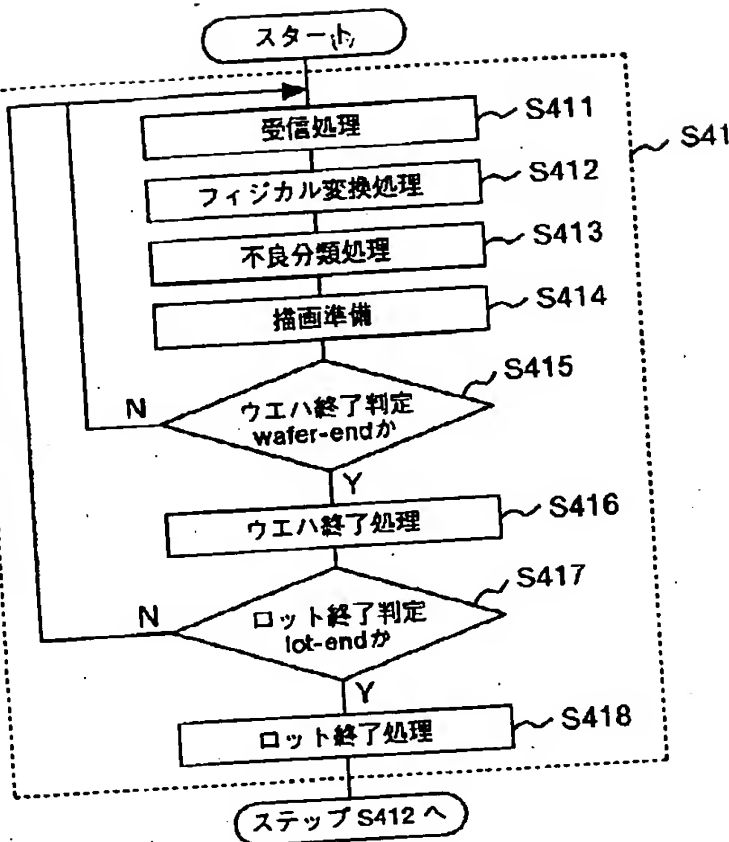 スタート
受信処理
S411
S41
フィジカル変換処理
S412
不良分類処理
S413
描画準備
S414
S415
ウエハ終了判定
wafer-endか
N
Y
ウエハ終了処理
S416
S417
ロット終了判定
lot-endか
N
Y
ロット終了処理
S418
ステップS412へ